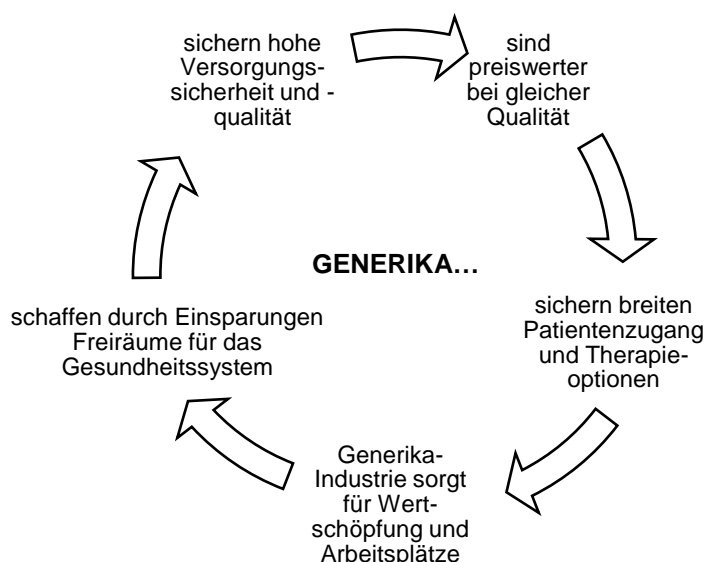 sichern hohe
Versorgungs-
sicherheit und -
qualität
sind
preiswerter
bei gleicher
Qualität
GENERIKA…
sichern breiten
Patientenzugang
und Therapie-
optionen
Generika-
Industrie sorgt
für Wert-
schöpfung und
Arbeitsplätze
schaffen durch Einsparungen
Freiräume für das
Gesundheitssystem